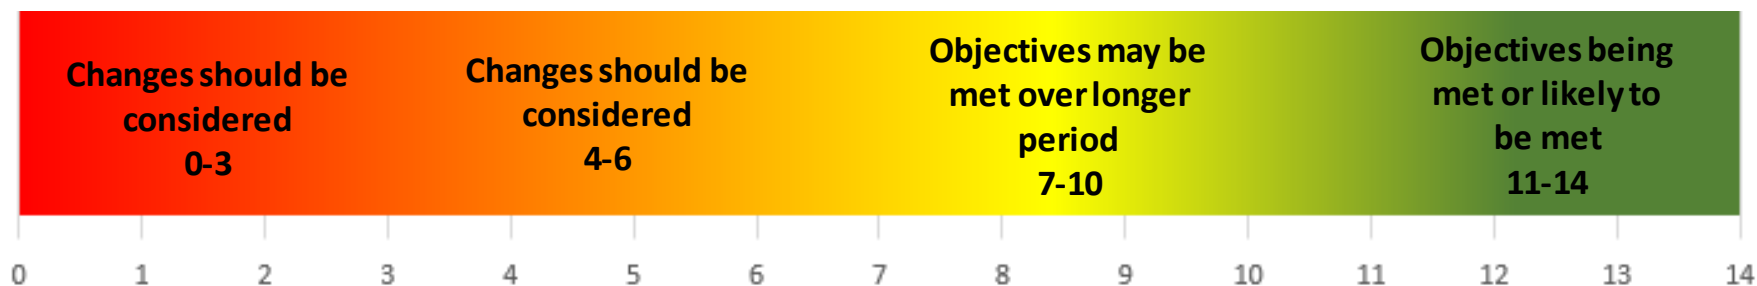 Changes should be
considered
0-3
Changes should be
considered
4-6
Objectives may be
met over longer
period
7-10
Objectives being
met or likely to
be met
11-14
0 1 2 3 4 5 6 7 8 9 10 11 12 13 14